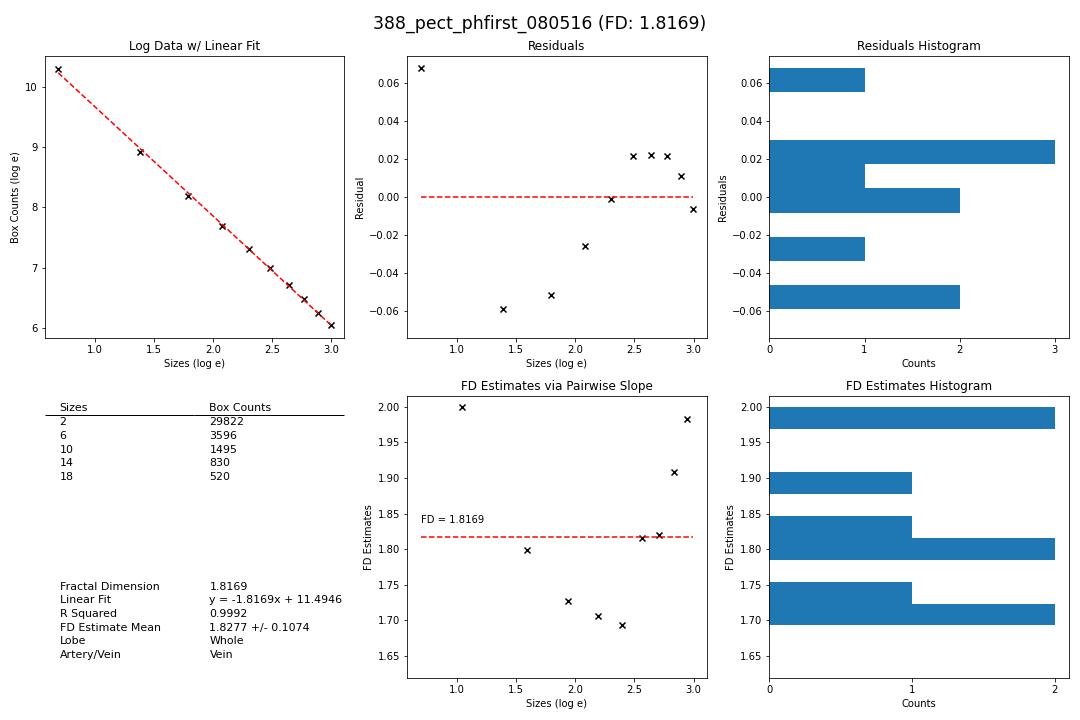 388_pect_phfirst_080516 (FD: 1.8169)
Log Data w/ Linear Fit
Box Counts (log e)
10
9
8
7
6
1.0 1.5 2.0 2.5 3.0
Sizes (log e)
Residuals
Residual
0.06
0.04
0.02
0.00
−0.02
−0.04
−0.06
1.0 1.5 2.0 2.5 3.0
Sizes (log e)
Residuals Histogram
Residuals
0.06
0.04
0.02
0.00
−0.02
−0.04
−0.06
0 1 2 3
Counts
Sizes Box Counts
2 29822
6 3596
10 1495
14 830
18 520
Fractal Dimension 1.8169
Linear Fit y = -1.8169x + 11.4946
R Squared 0.9992
FD Estimate Mean 1.8277 +/- 0.1074
Lobe Whole
Artery/Vein Vein
FD Estimates via Pairwise Slope
FD Estimates
2.00
1.95
1.90
1.85
1.80
1.75
1.70
1.65
FD = 1.8169
1.0 1.5 2.0 2.5 3.0
Sizes (log e)
FD Estimates Histogram
FD Estimates
2.00
1.95
1.90
1.85
1.80
1.75
1.70
1.65
0 1 2
Counts